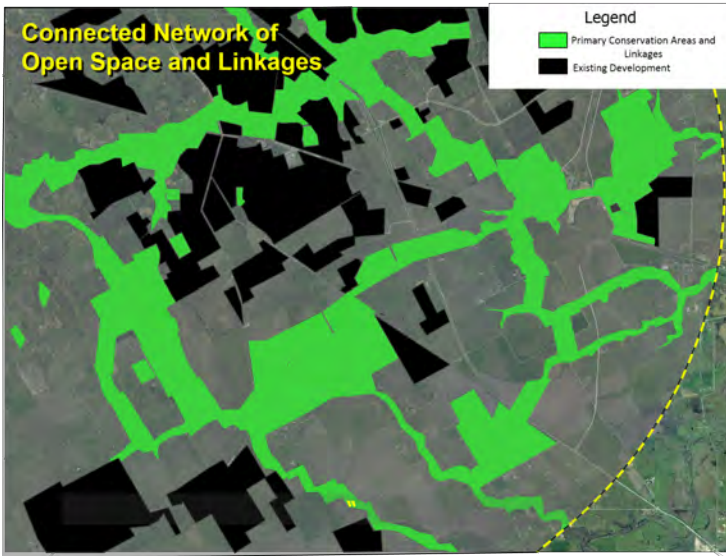 Connected Network of
Open Space and Linkages
Legend
Primary Conservation Areas and
Linkages
Existing Development